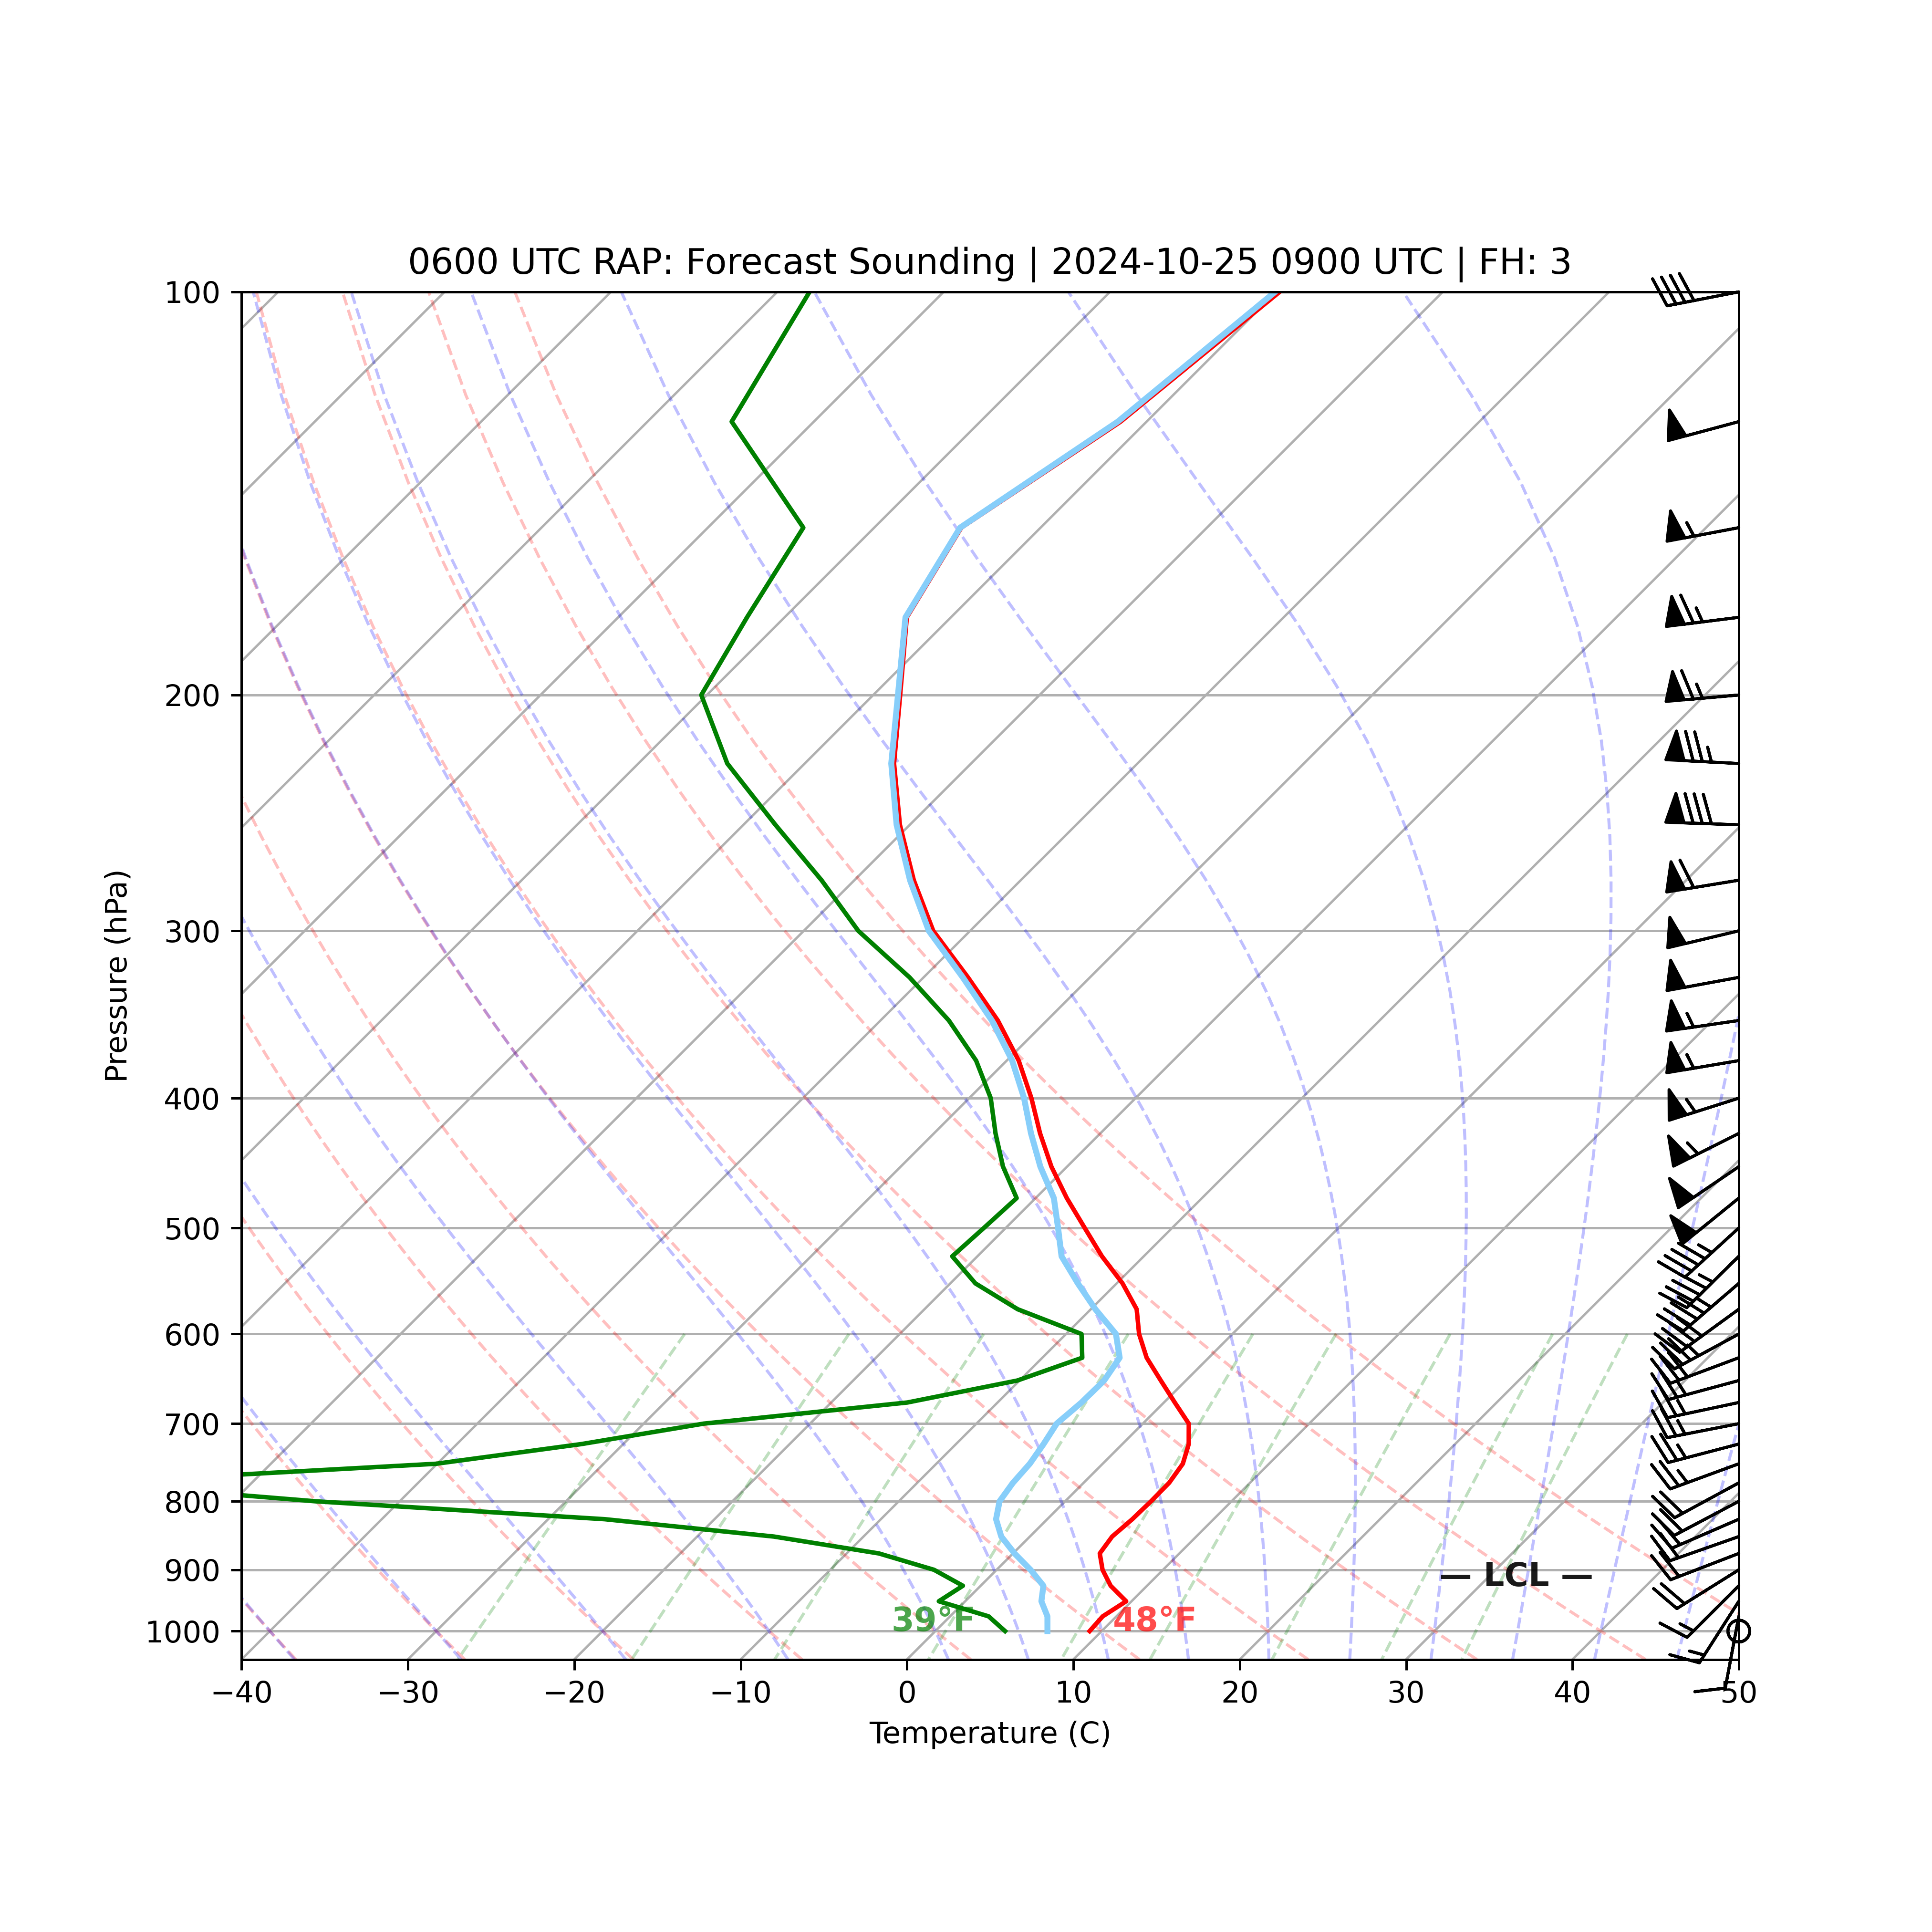 0600 UTC RAP: Forecast Sounding | 2024-10-25 0900 UTC | FH: 3
100
200
300
400
500
600
700
800
900
1000
Pressure (hPa)
— LCL —
39°F
48°F
−40 −30 −20 −10 0 10 20 30 40 50
Temperature (C)